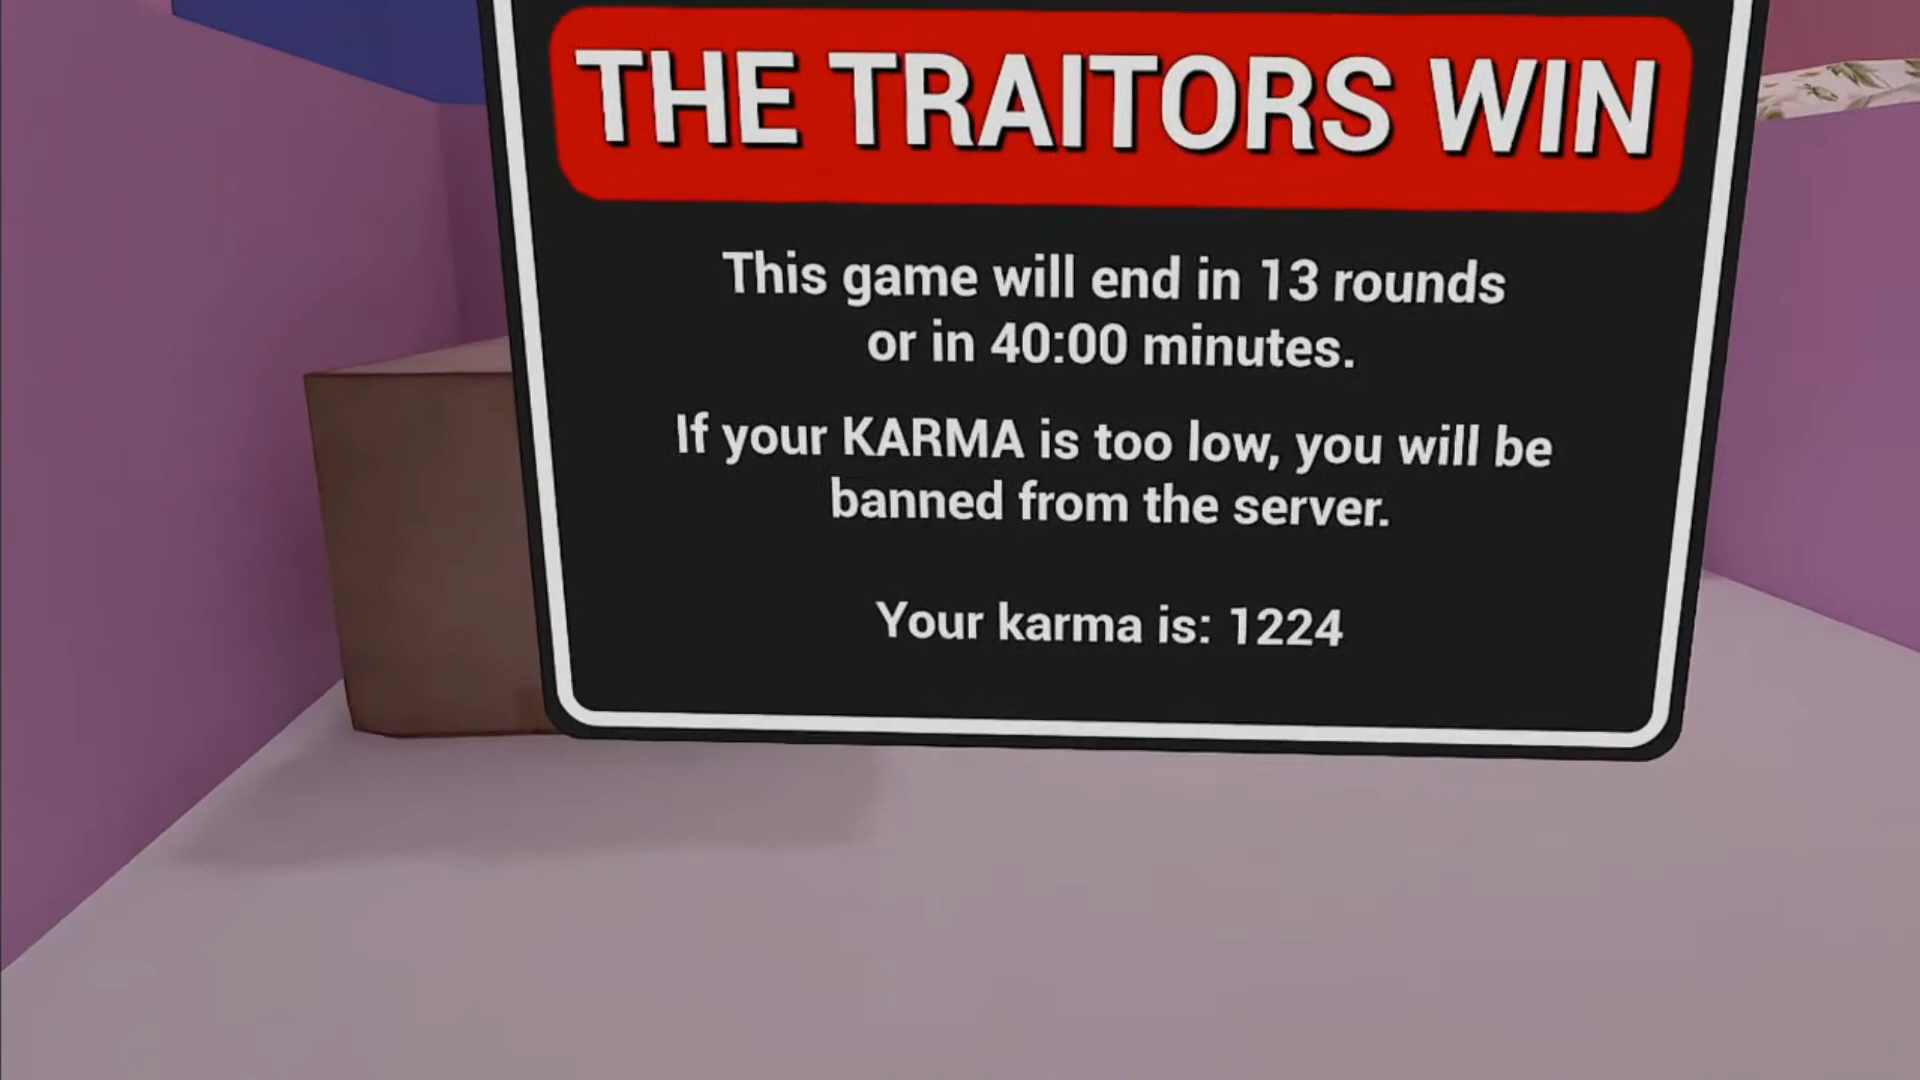 THE TRAITORS WIN
This game will end in 13 rounds
or in 40:00 minutes.
If your KARMA is too low, you will be
banned from the server.
Your karma is: 1224